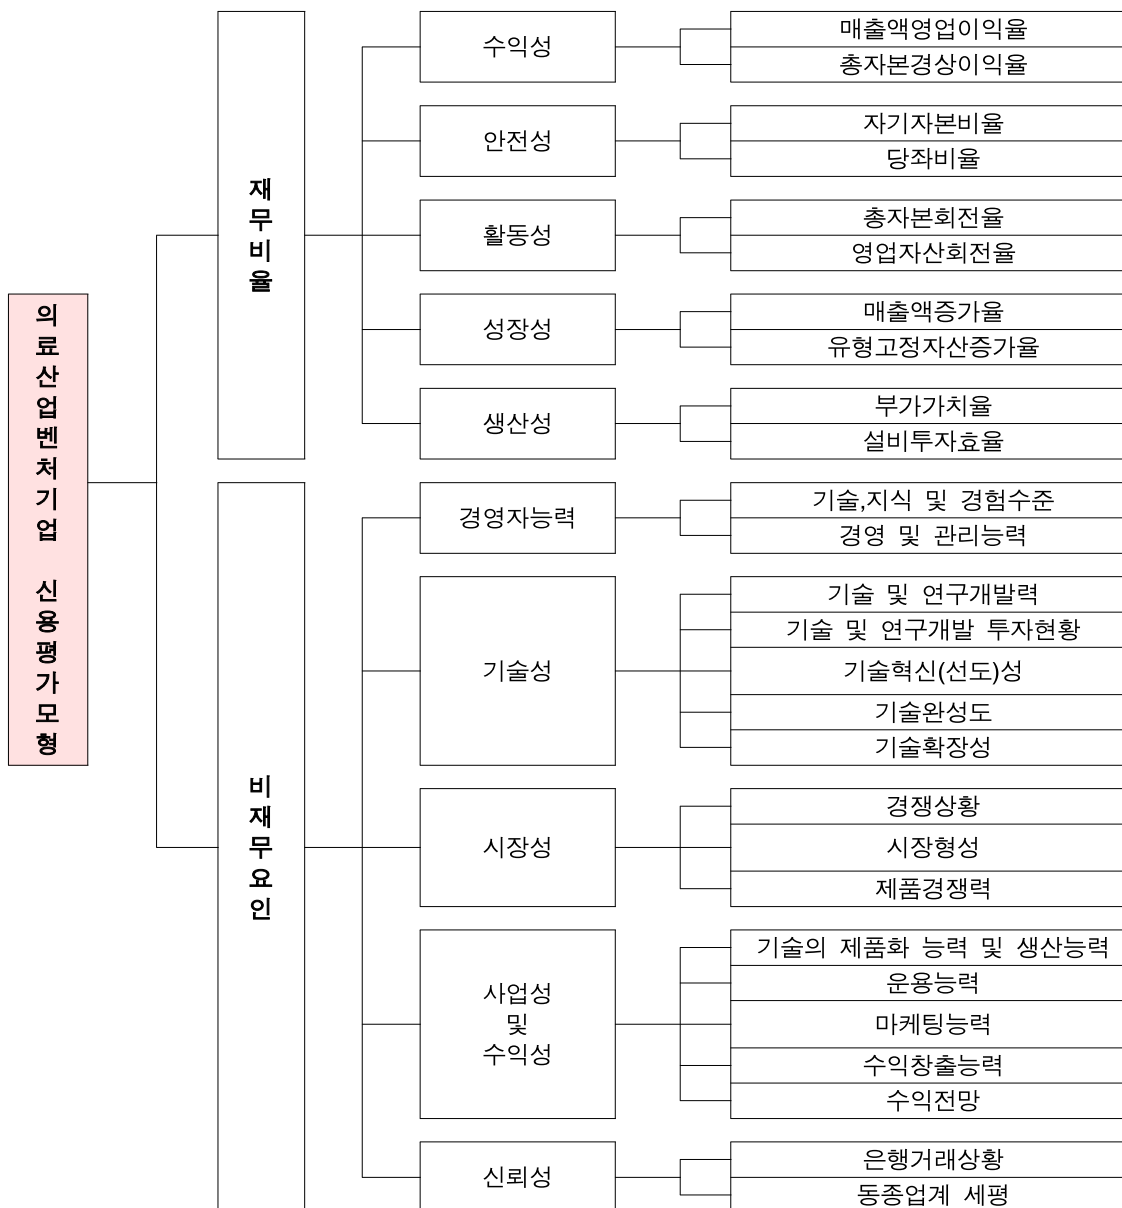 의료산업벤처기업 신용평가모형
재무비율
수익성
매출액영업이익율
총자본경상이익율
안전성
자기자본비율
당좌비율
활동성
총자본회전율
영업자산회전율
성장성
매출액증가율
유형고정자산증가율
생산성
부가가치율
설비투자효율
비재무요인
경영자능력
기술,지식 및 경험수준
경영 및 관리능력
기술성
기술 및 연구개발력
기술 및 연구개발 투자현황
기술혁신(선도)성
기술완성도
기술확장성
시장성
경쟁상황
시장형성
제품경쟁력
사업성
및
수익성
기술의 제품화 능력 및 생산능력
운용능력
마케팅능력
수익창출능력
수익전망
신뢰성
은행거래상황
동종업계 세평